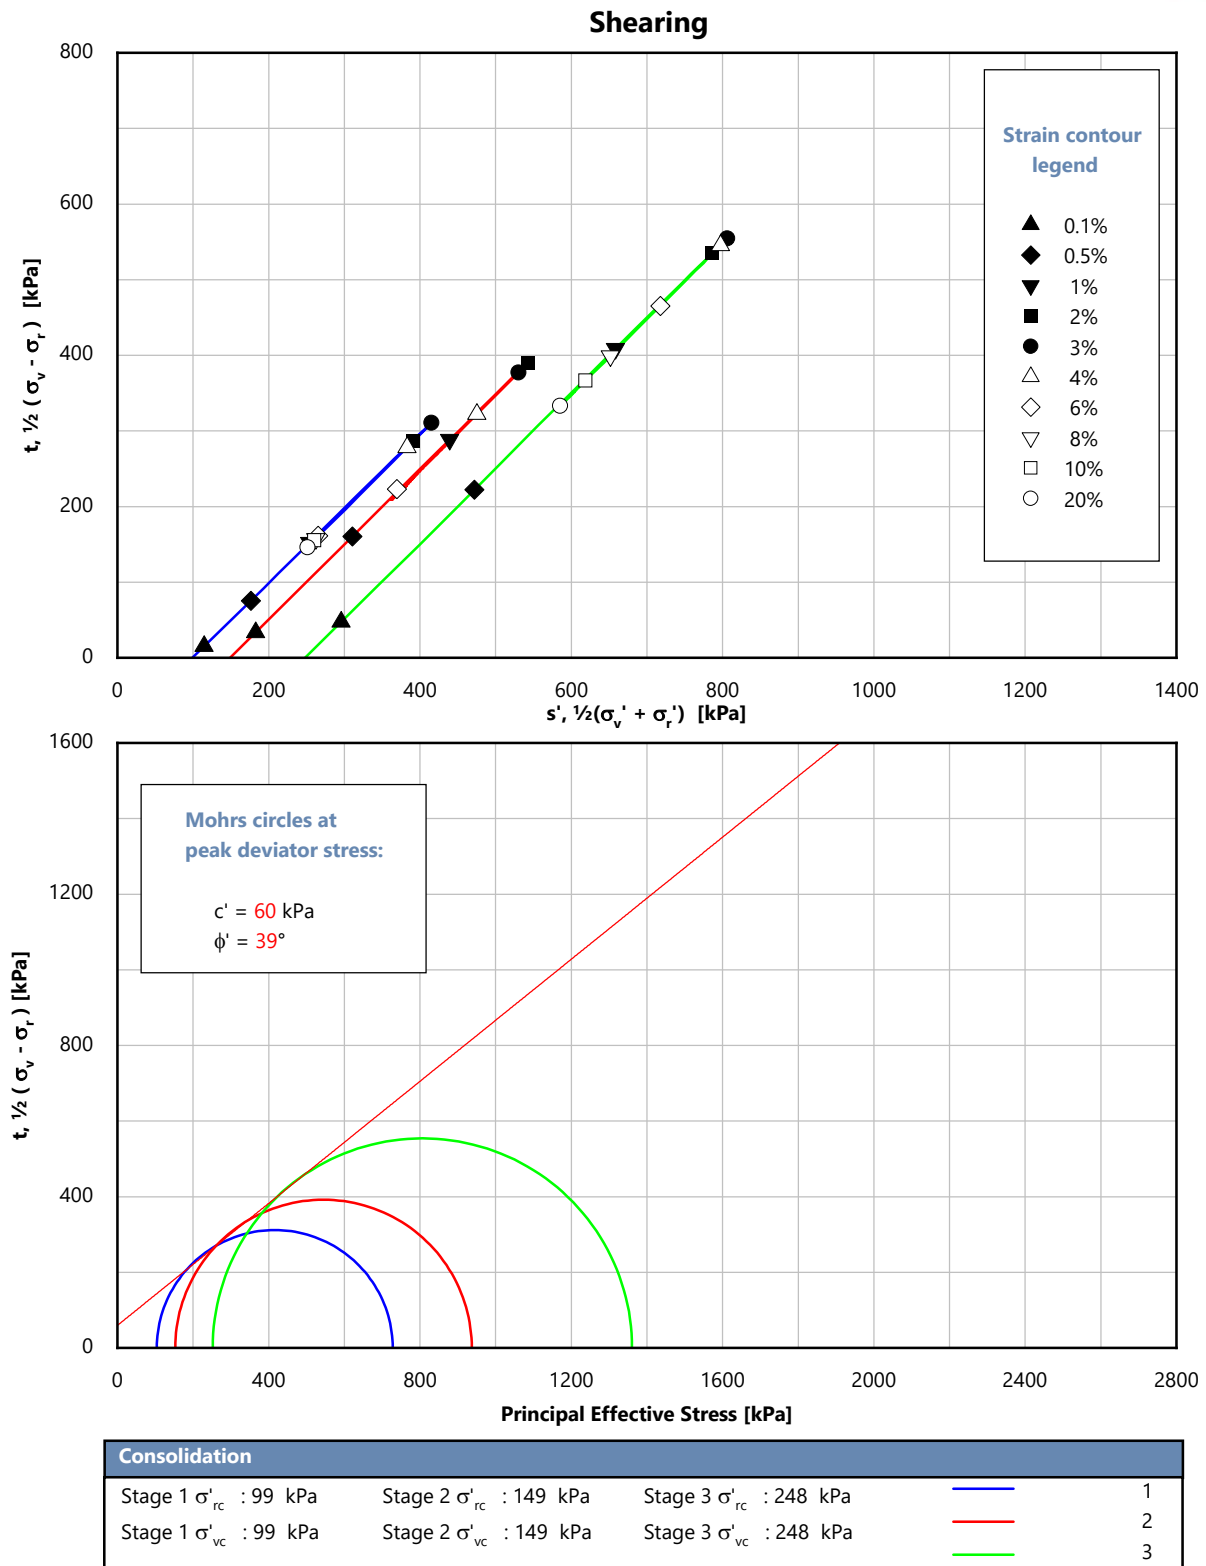 Shearing
800
600
400
200
0
t, ½ ( σv - σr ) [kPa]
Strain contour
legend
0.1%
0.5%
1%
2%
3%
4%
6%
8%
10%
20%
0 200 400 600 800 1000 1200 1400
s', ½(σv' + σr') [kPa]
1600
1200
800
400
0
t, ½ ( σv - σr ) [kPa]
Mohrs circles at
peak deviator stress:
c' = 60 kPa
ϕ' = 39°
0 400 800 1200 1600 2000 2400 2800
Principal Effective Stress [kPa]
Consolidation
Stage 1 σ'rc : 99 kPa Stage 2 σ'rc : 149 kPa Stage 3 σ'rc : 248 kPa 1
Stage 1 σ'vc : 99 kPa Stage 2 σ'vc : 149 kPa Stage 3 σ'vc : 248 kPa 2
3